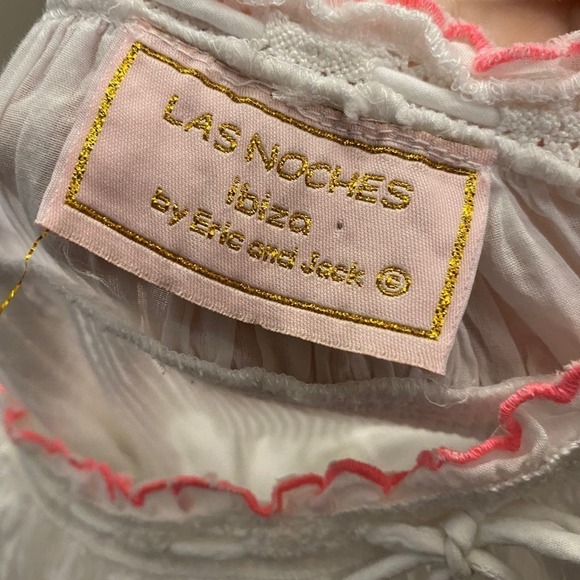 LAS NOCHES
ibiza
by Eric and Jack ©